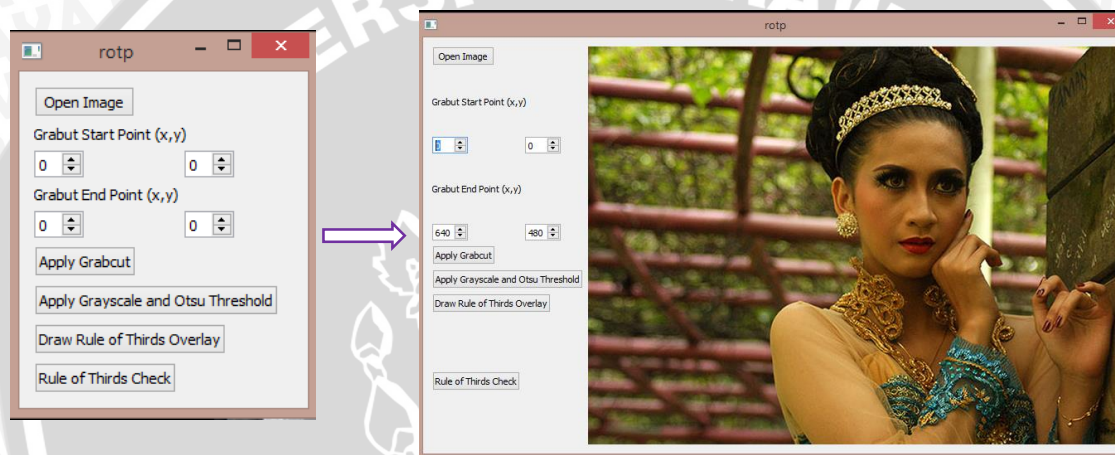 rotp
Open Image
Grabut Start Point (x,y)
0 0
Grabut End Point (x,y)
0 0
Apply Grabcut
Apply Grayscale and Otsu Threshold
Draw Rule of Thirds Overlay
Rule of Thirds Check
rotp
Open Image
Grabut Start Point (x,y)
0
Grabut End Point (x,y)
640 480
Apply Grabcut
Apply Grayscale and Otsu Threshold
Draw Rule of Thirds Overlay
Rule of Thirds Check